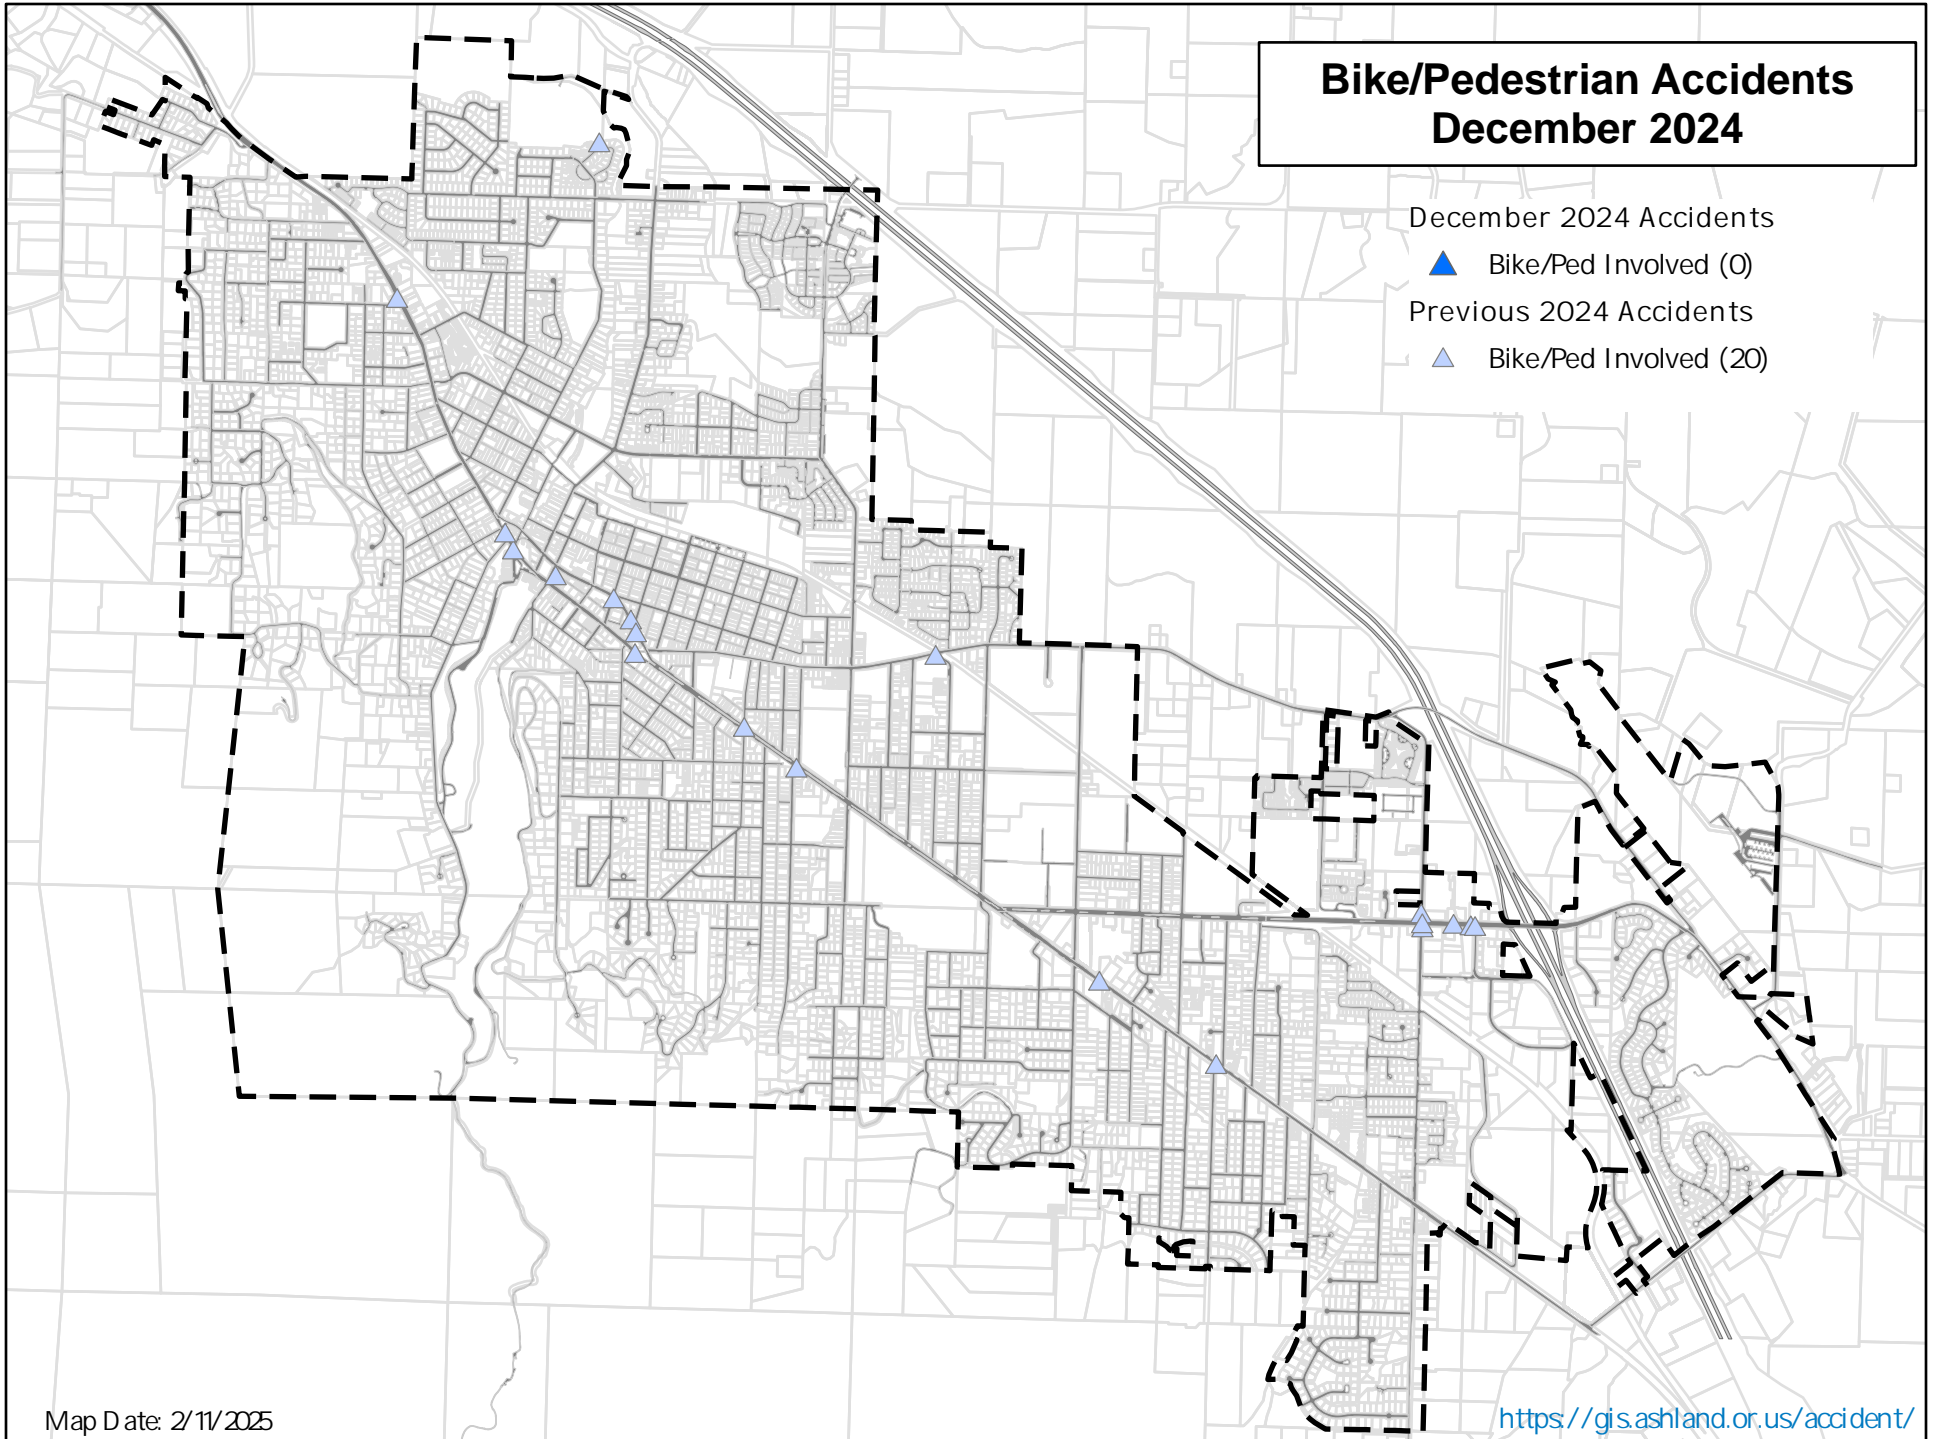 Bike/Pedestrian Accidents
December 2024
December 2024 Accidents
Bike/Ped Involved (0)
Previous 2024 Accidents
Bike/Ped Involved (20)
Map Date: 2/11/2025
https://gis.ashland.or.us/accident/